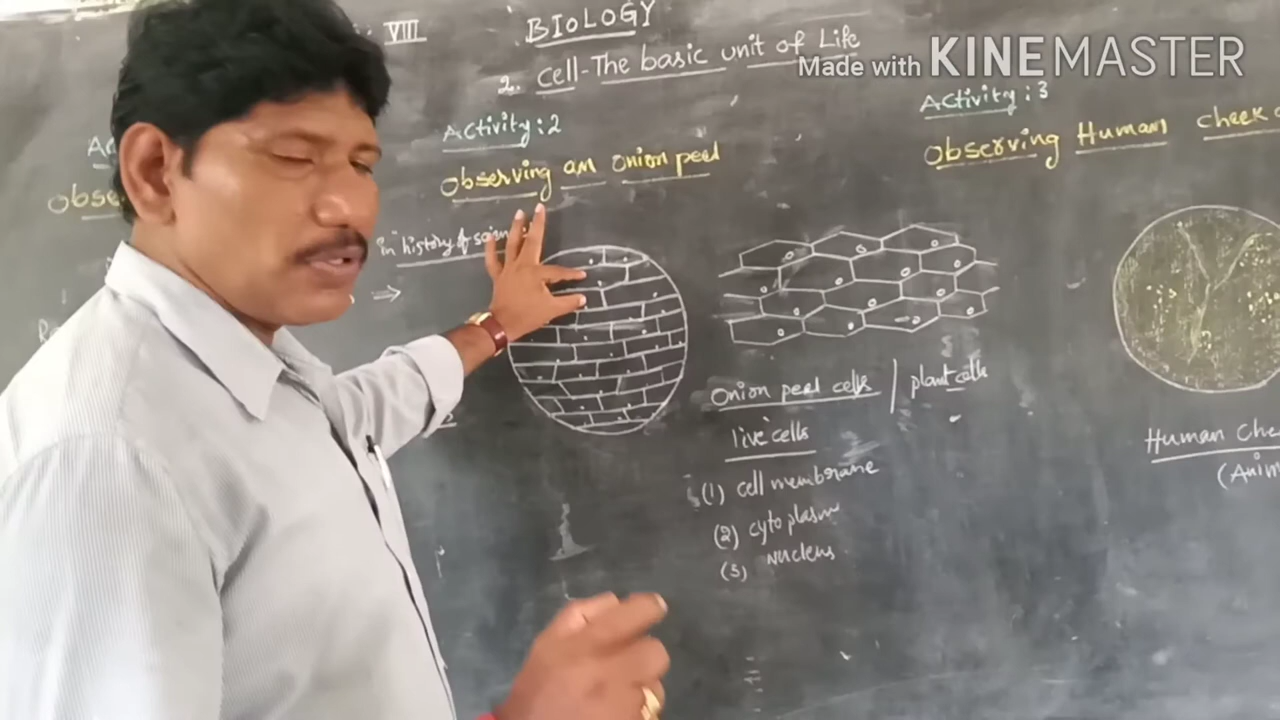 VIII
BIOLOGY
2. Cell-The basic unit of Life
Made with KINEMASTER
Activity:2
Observing an onion peel
in history of
⇒
Onion peel cells / plant cells
live cells
(1) cell membrane
(2) cytoplasm
(3) Nucleus
Activity:3
Observing Human cheek
Human